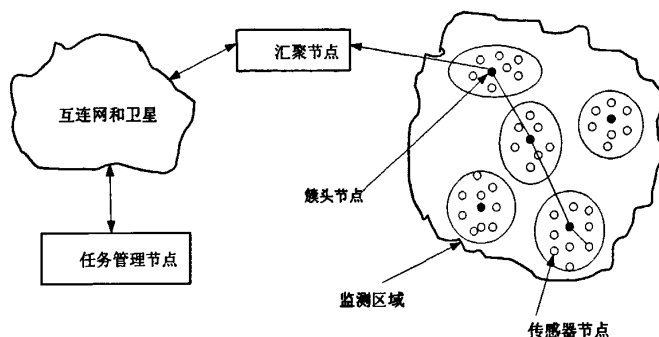 汇聚节点
互连网和卫星
簇头节点
任务管理节点
监测区域
传感器节点